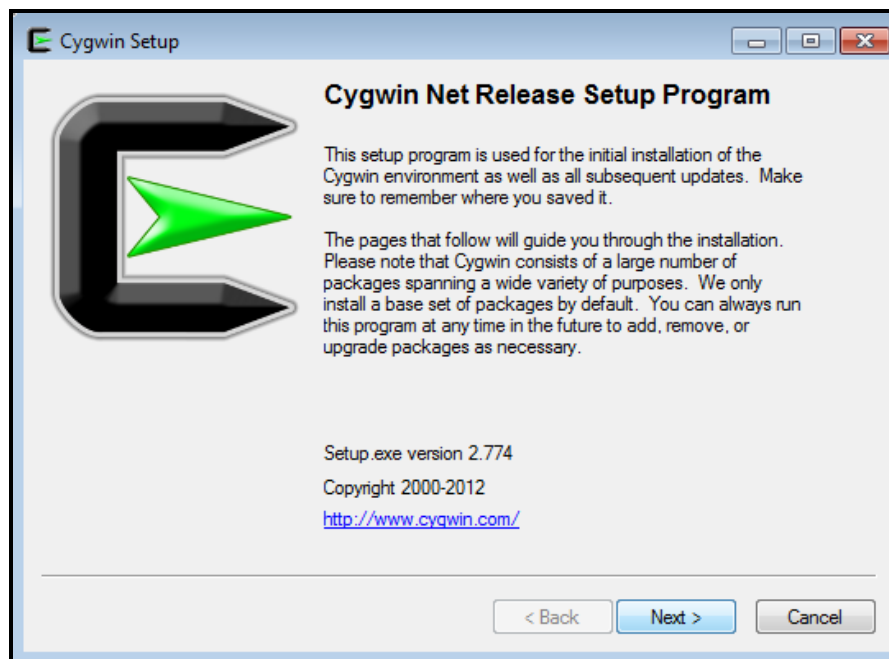 Cygwin Setup
Cygwin Net Release Setup Program
This setup program is used for the initial installation of the
Cygwin environment as well as all subsequent updates.  Make
sure to remember where you saved it.
The pages that follow will guide you through the installation.
Please note that Cygwin consists of a large number of
packages spanning a wide variety of purposes.  We only
install a base set of packages by default.  You can always run
this program at any time in the future to add, remove, or
upgrade packages as necessary.
Setup.exe version 2.774
Copyright 2000-2012
http://www.cygwin.com/
< Back Next > Cancel